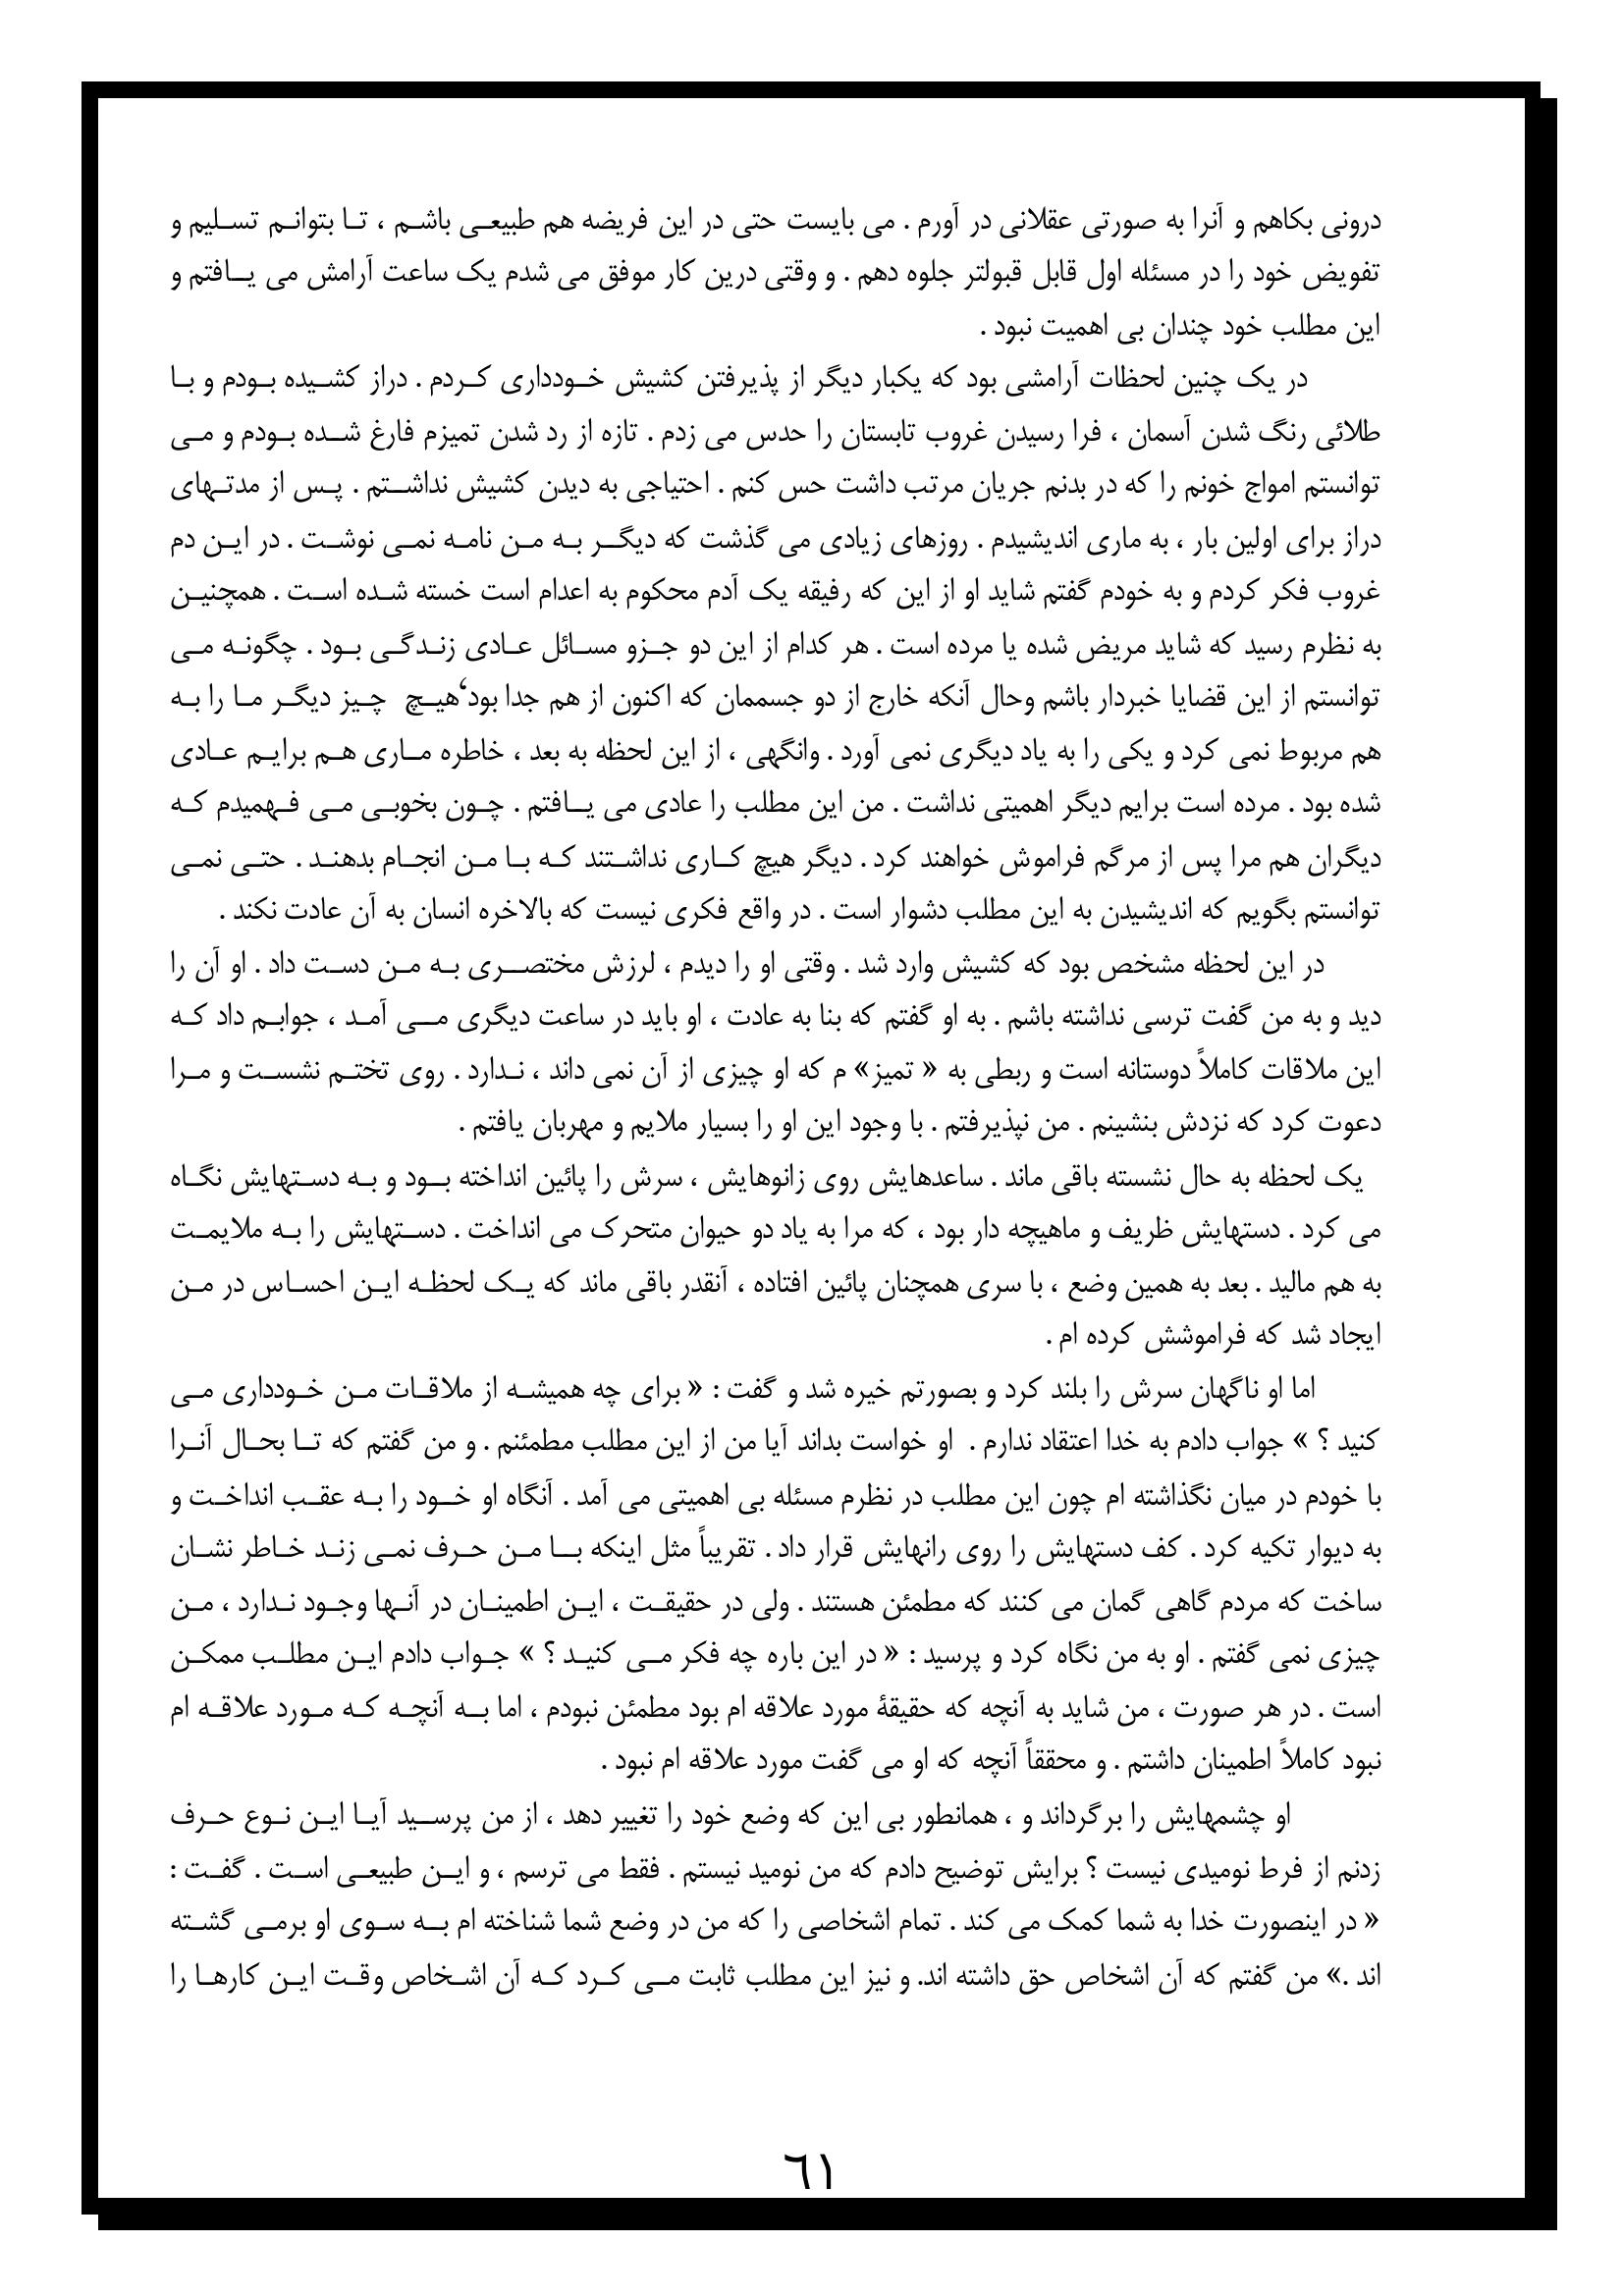 درونی بکاهم و آنرا به صورتی عقلانی در آورم . می بایست حتی در این فریضه هم طبیعی باشم ، تا بتوانم تسلیم و
تفویض خود را در مسئله اول قابل قبولتر جلوه دهم . و وقتی درین کار موفق می شدم یک ساعت آرامش می یافتم و
این مطلب خود چندان بی اهمیت نبود .
در یک چنین لحظات آرامشی بود که یکبار دیگر از پذیرفتن کشیش خودداری کردم . دراز کشیده بودم و با
طلائی رنگ شدن آسمان ، فرا رسیدن غروب تابستان را حدس می زدم . تازه از رد شدن تمیزم فارغ شده بودم و می
توانستم امواج خونم را که در بدنم جریان مرتب داشت حس کنم . احتیاجی به دیدن کشیش نداشتم . پس از مدتهای
دراز برای اولین بار ، به ماری اندیشیدم . روزهای زیادی می گذشت که دیگر به من نامه نمی نوشت . در این دم
غروب فکر کردم و به خودم گفتم شاید او از این که رفیقه یک آدم محکوم به اعدام است خسته شده است . همچنین
به نظرم رسید که شاید مریض شده یا مرده است . هر کدام از این دو جزو مسائل عادی زندگی بود . چگونه می
توانستم از این قضایا خبردار باشم وحال آنکه خارج از دو جسممان که اکنون از هم جدا بود‘هیچ چیز دیگر ما را به
هم مربوط نمی کرد و یکی را به یاد دیگری نمی آورد . وانگهی ، از این لحظه به بعد ، خاطره ماری هم برایم عادی
شده بود . مرده است برایم دیگر اهمیتی نداشت . من این مطلب را عادی می یافتم . چون بخوبی می فهمیدم که
دیگران هم مرا پس از مرگم فراموش خواهند کرد . دیگر هیچ کاری نداشتند که با من انجام بدهند . حتی نمی
توانستم بگویم که اندیشیدن به این مطلب دشوار است . در واقع فکری نیست که بالاخره انسان به آن عادت نکند .
در این لحظه مشخص بود که کشیش وارد شد . وقتی او را دیدم ، لرزش مختصری به من دست داد . او آن را
دید و به من گفت ترسی نداشته باشم . به او گفتم که بنا به عادت ، او باید در ساعت دیگری می آمد ، جوابم داد که
این ملاقات کاملاً دوستانه است و ربطی به « تمیز» م که او چیزی از آن نمی داند ، ندارد . روی تختم نشست و مرا
دعوت کرد که نزدش بنشینم . من نپذیرفتم . با وجود این او را بسیار ملایم و مهربان یافتم .
یک لحظه به حال نشسته باقی ماند . ساعدهایش روی زانوهایش ، سرش را پائین انداخته بود و به دستهایش نگاه
می کرد . دستهایش ظریف و ماهیچه دار بود ، که مرا به یاد دو حیوان متحرک می انداخت . دستهایش را به ملایمت
به هم مالید . بعد به همین وضع ، با سری همچنان پائین افتاده ، آنقدر باقی ماند که یک لحظه این احساس در من
ایجاد شد که فراموشش کرده ام .
اما او ناگهان سرش را بلند کرد و بصورتم خیره شد و گفت : « برای چه همیشه از ملاقات من خودداری می
کنید ؟ » جواب دادم به خدا اعتقاد ندارم . او خواست بداند آیا من از این مطلب مطمئنم . و من گفتم که تا بحال آنرا
با خودم در میان نگذاشته ام چون این مطلب در نظرم مسئله بی اهمیتی می آمد . آنگاه او خود را به عقب انداخت و
به دیوار تکیه کرد . کف دستهایش را روی رانهایش قرار داد . تقریباً مثل اینکه با من حرف نمی زند خاطر نشان
ساخت که مردم گاهی گمان می کنند که مطمئن هستند . ولی در حقیقت ، این اطمینان در آنها وجود ندارد ، من
چیزی نمی گفتم . او به من نگاه کرد و پرسید : « در این باره چه فکر می کنید ؟ » جواب دادم این مطلب ممکن
است . در هر صورت ، من شاید به آنچه که حقیقهٔ مورد علاقه ام بود مطمئن نبودم ، اما به آنچه که مورد علاقه ام
نبود کاملاً اطمینان داشتم . و محققاً آنچه که او می گفت مورد علاقه ام نبود .
او چشمهایش را برگرداند و ، همانطور بی این که وضع خود را تغییر دهد ، از من پرسید آیا این نوع حرف
زدنم از فرط نومیدی نیست ؟ برایش توضیح دادم که من نومید نیستم . فقط می ترسم ، و این طبیعی است . گفت :
« در اینصورت خدا به شما کمک می کند . تمام اشخاصی را که من در وضع شما شناخته ام به سوی او برمی گشته
اند .» من گفتم که آن اشخاص حق داشته اند. و نیز این مطلب ثابت می کرد که آن اشخاص وقت این کارها را
٦١